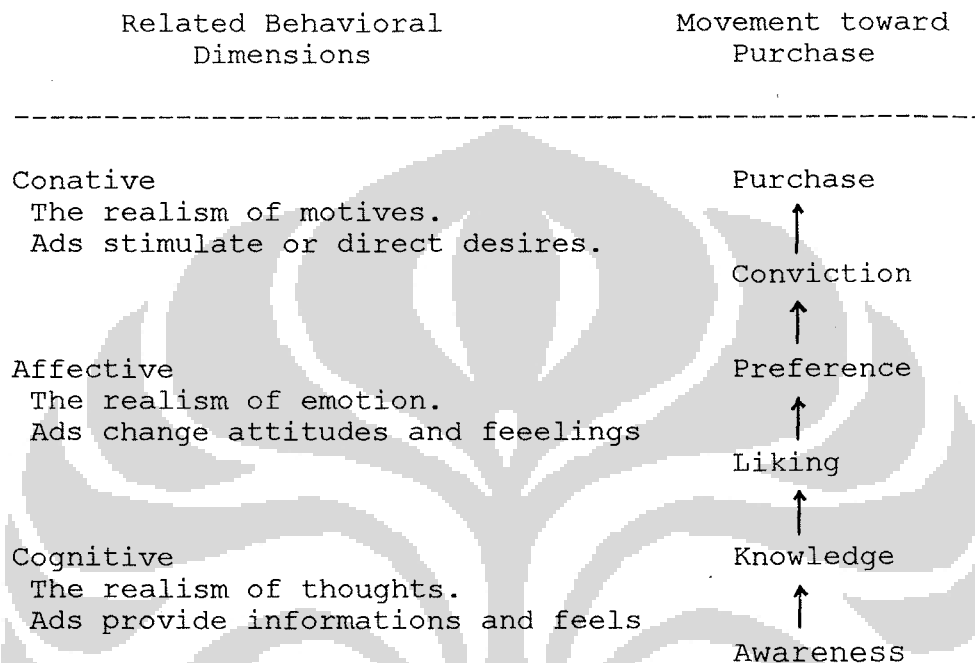 Related Behavioral Movement toward
Dimensions Purchase
Conative Purchase
The realism of motives.
Ads stimulate or direct desires.
Conviction
Affective Preference
The realism of emotion.
Ads change attitudes and feeelings
Liking
Cognitive Knowledge
The realism of thoughts.
Ads provide informations and feels
Awareness